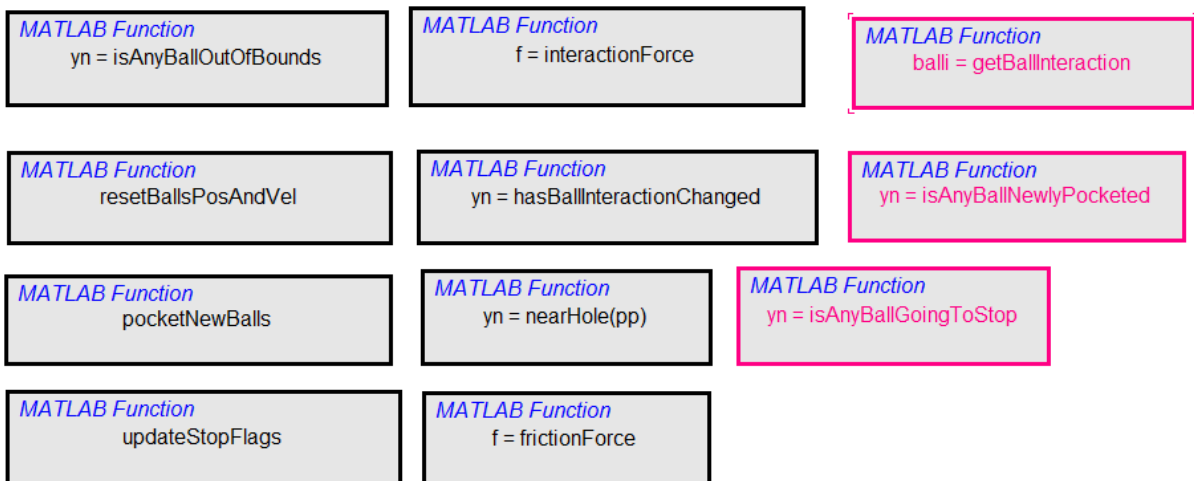 MATLAB Function
yn = isAnyBallOutOfBounds
MATLAB Function
f = interactionForce
MATLAB Function
balli = getBallInteraction
MATLAB Function
resetBallsPosAndVel
MATLAB Function
yn = hasBallInteractionChanged
MATLAB Function
yn = isAnyBallNewlyPocketed
MATLAB Function
pocketNewBalls
MATLAB Function
yn = nearHole(pp)
MATLAB Function
yn = isAnyBallGoingToStop
MATLAB Function
updateStopFlags
MATLAB Function
f = frictionForce